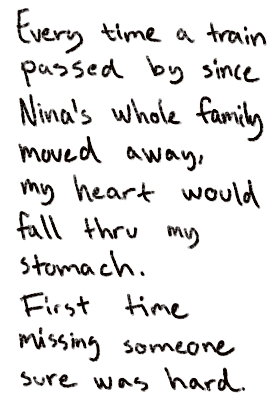 Every time a train
passed by since
Nina's whole family
moved away,
my heart would
fall thru my
stomach.
First time
missing someone
sure was hard.